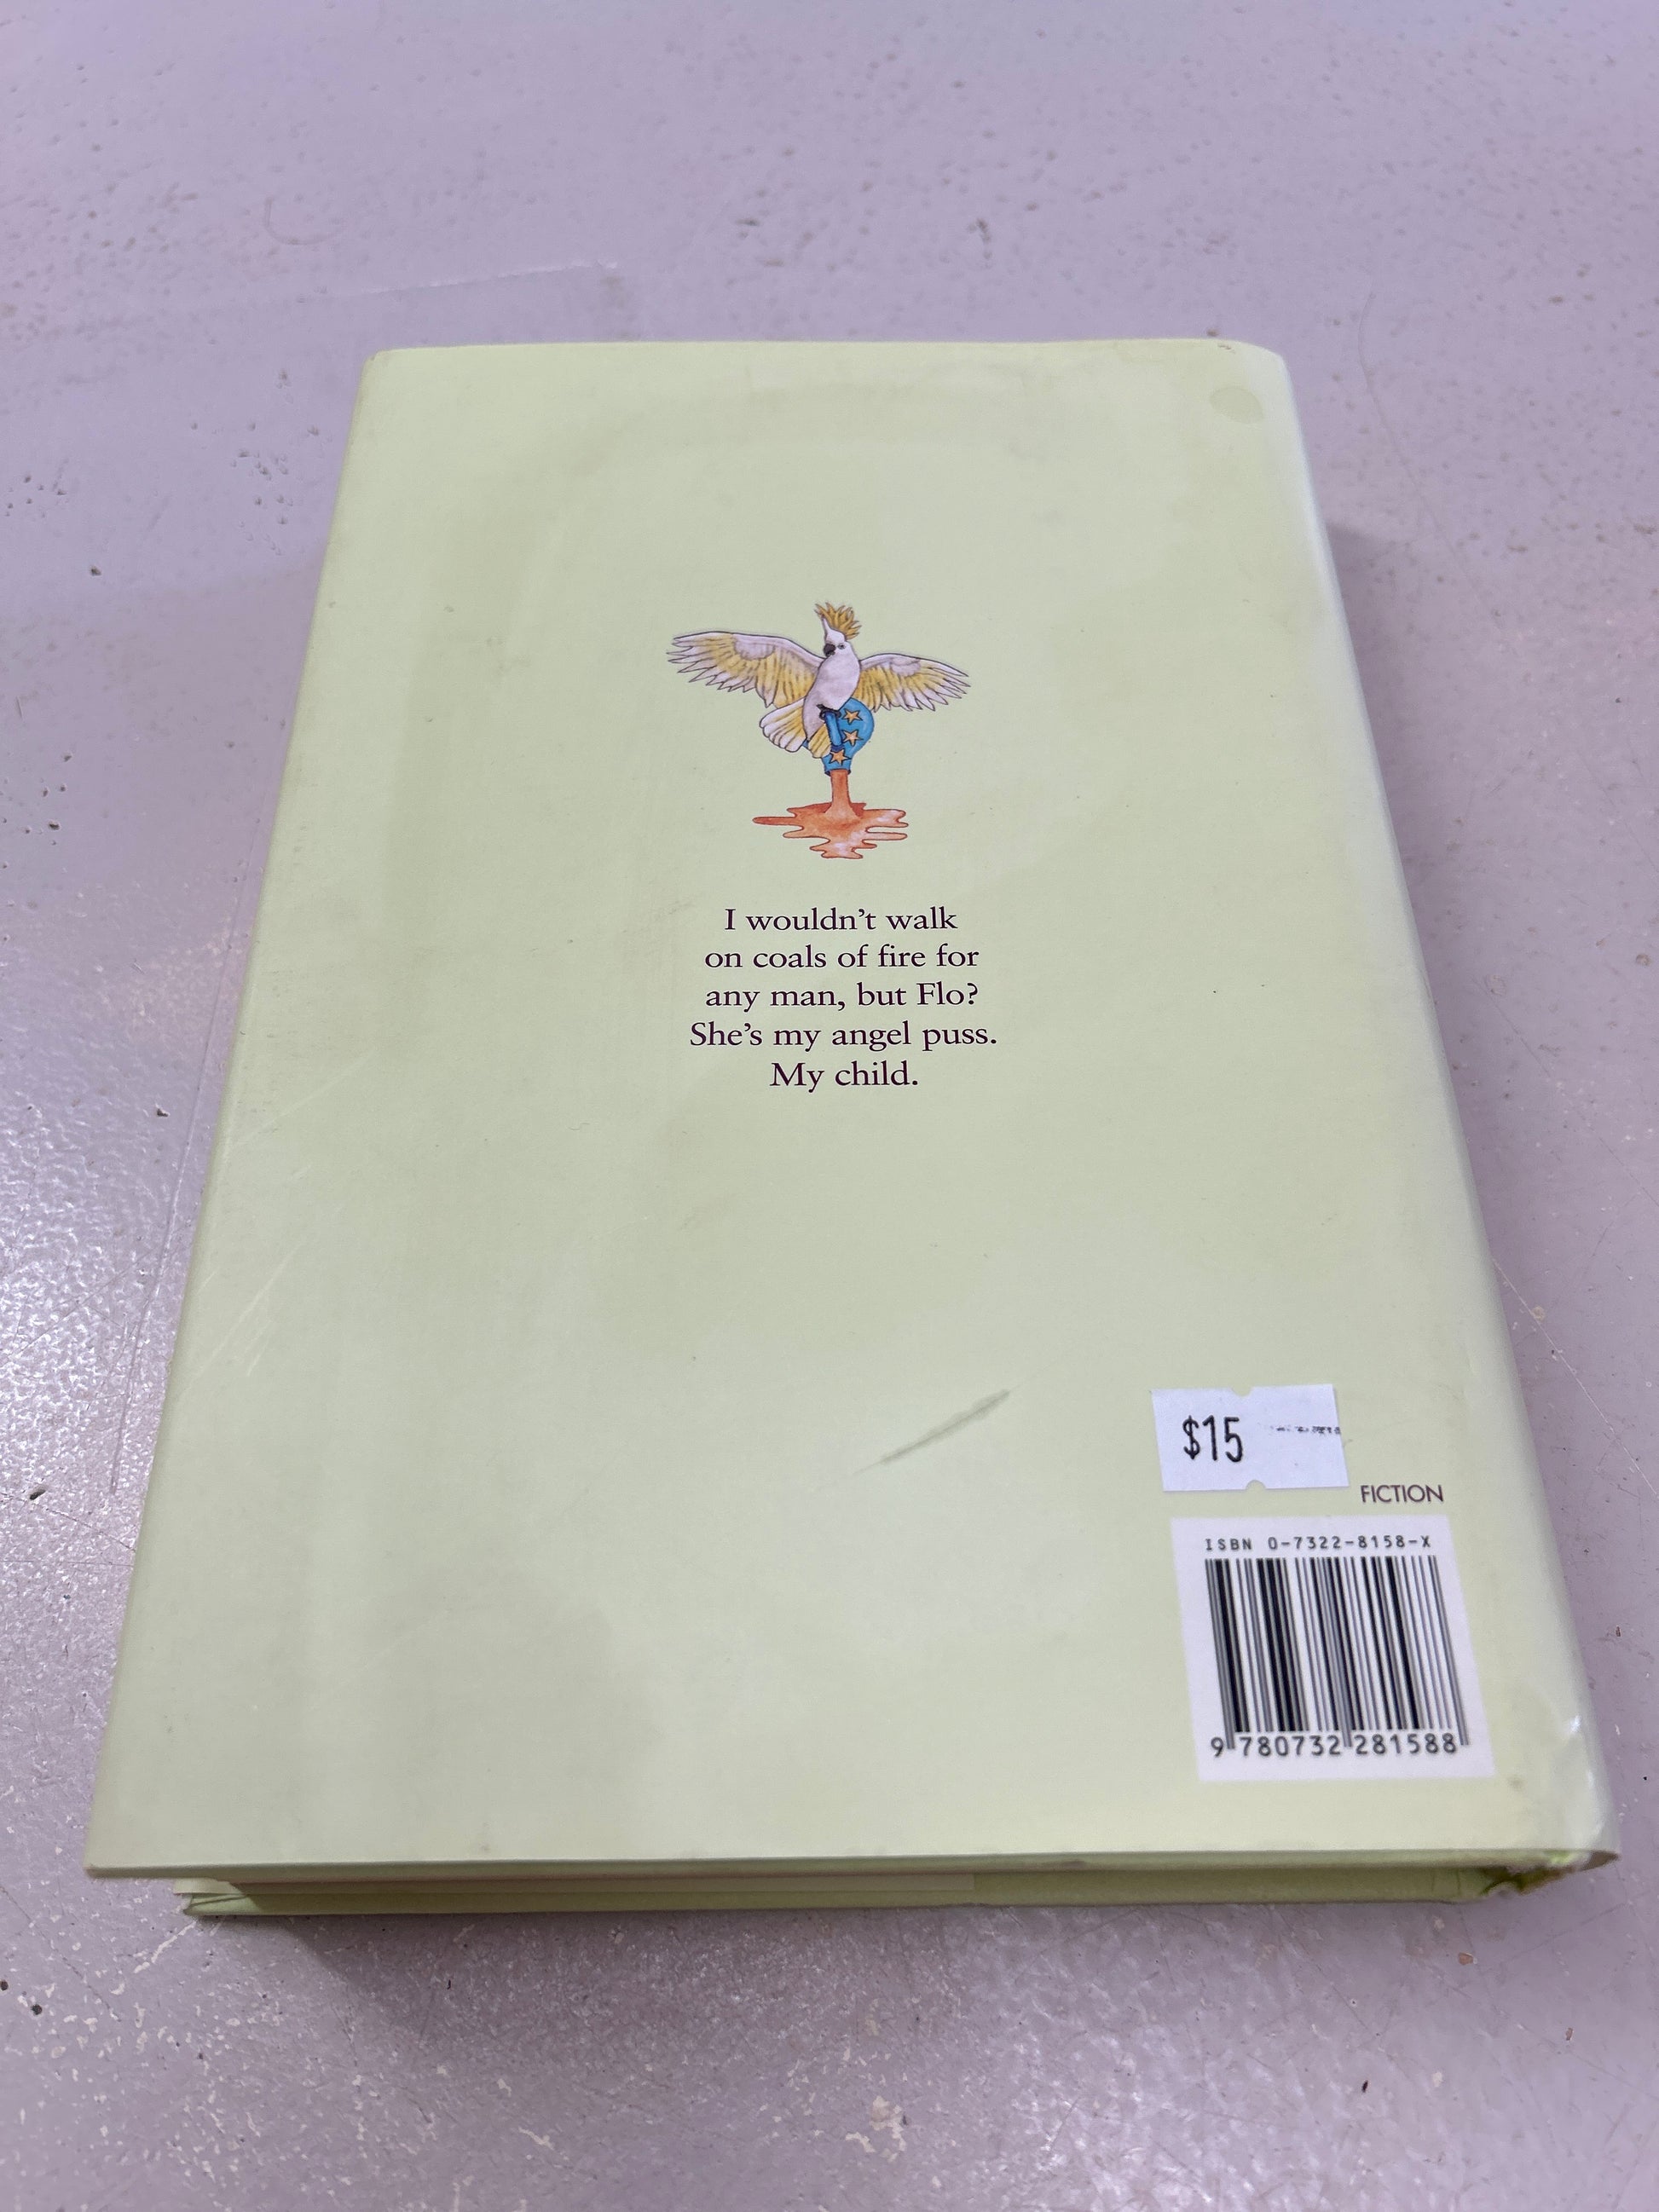 I wouldn't walk
on coals of fire for
any man, but Flo?
She's my angel puss.
My child.
$15
FICTION
ISBN 0-7322-8158-X
9 780732 281588